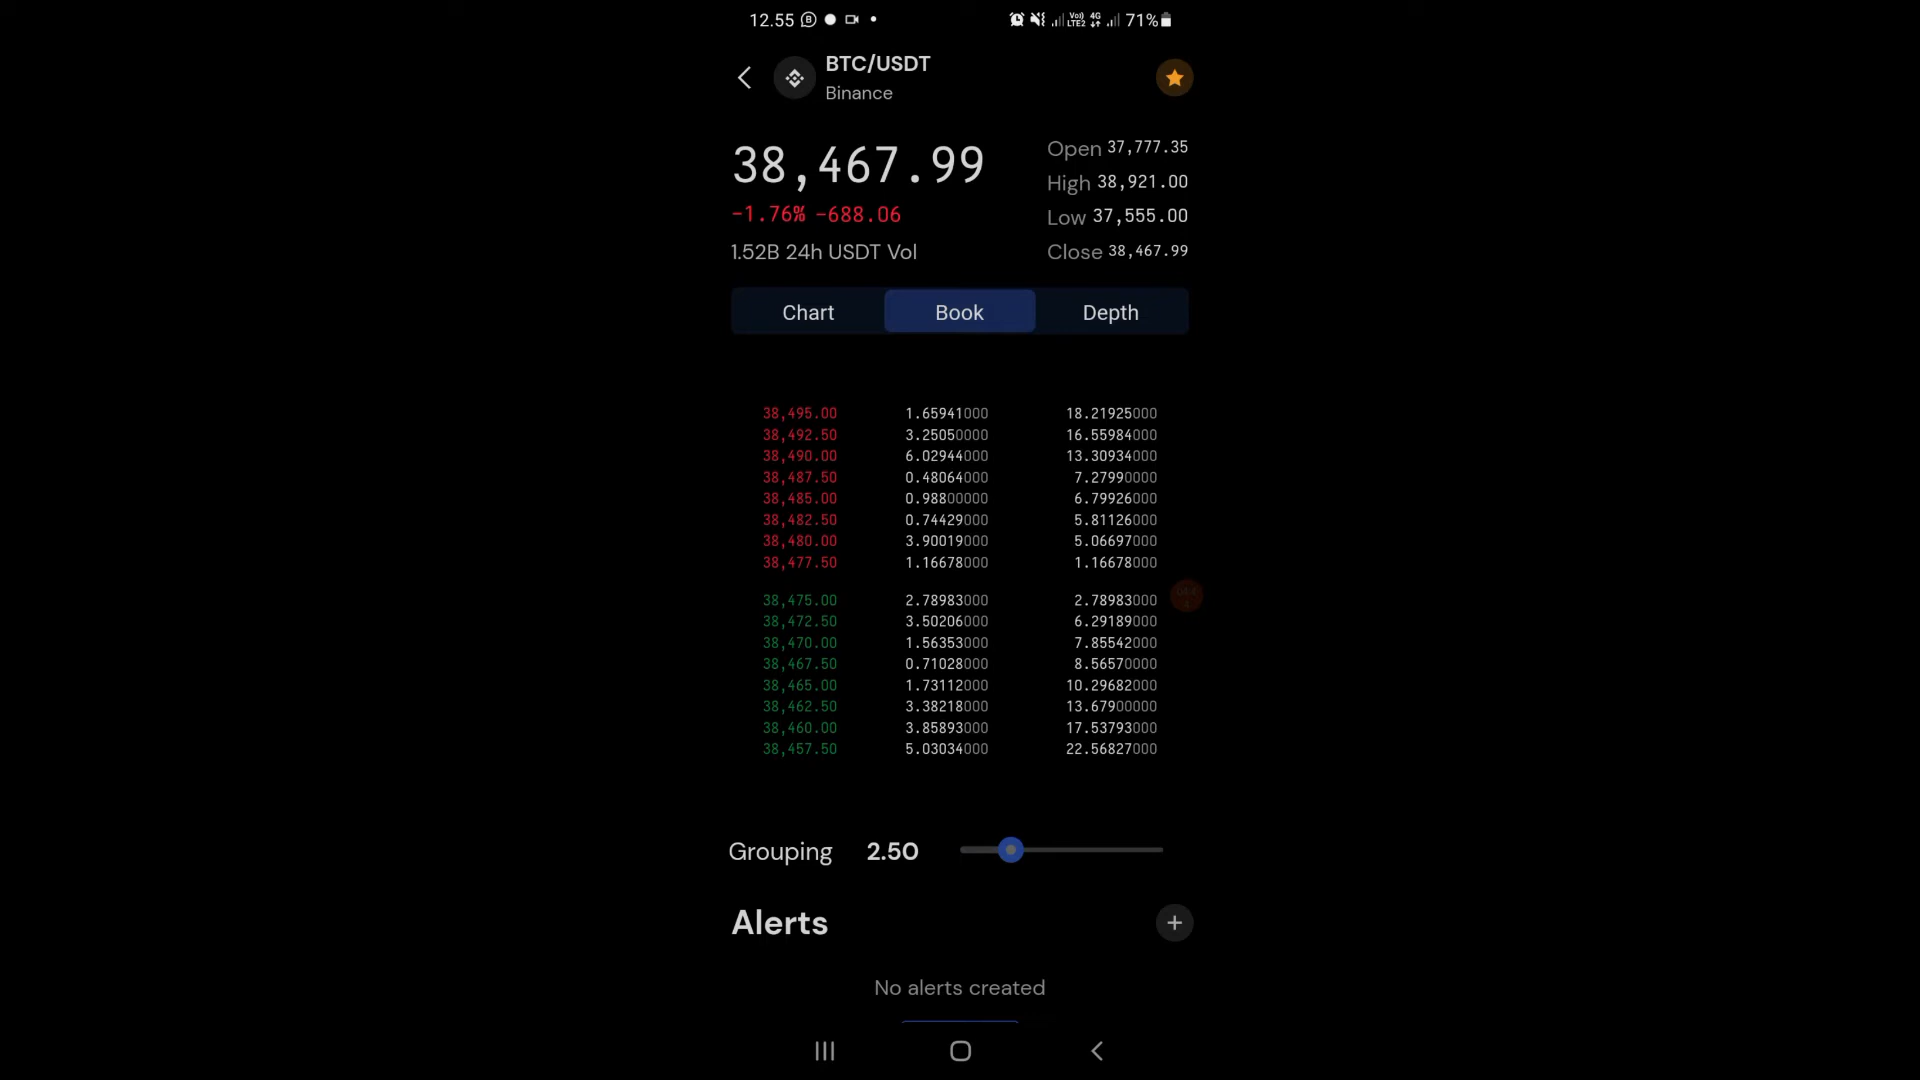 12.55
Vo)) 4G
LTE2
71%
BTC/USDT
Binance
38,467.99
-1.76% -688.06
1.52B 24h USDT Vol
Open 37,777.35
High 38,921.00
Low 37,555.00
Close 38,467.99
Chart Book Depth
38,495.00 1.65941000 18.21925000
38,492.50 3.25050000 16.55984000
38,490.00 6.02944000 13.30934000
38,487.50 0.48064000 7.27990000
38,485.00 0.98800000 6.79926000
38,482.50 0.74429000 5.81126000
38,480.00 3.90019000 5.06697000
38,477.50 1.16678000 1.16678000
38,475.00 2.78983000 2.78983000
38,472.50 3.50206000 6.29189000
38,470.00 1.56353000 7.85542000
38,467.50 0.71028000 8.56570000
38,465.00 1.73112000 10.29682000
38,462.50 3.38218000 13.67900000
38,460.00 3.85893000 17.53793000
38,457.50 5.03034000 22.56827000
Grouping 2.50
Alerts
No alerts created